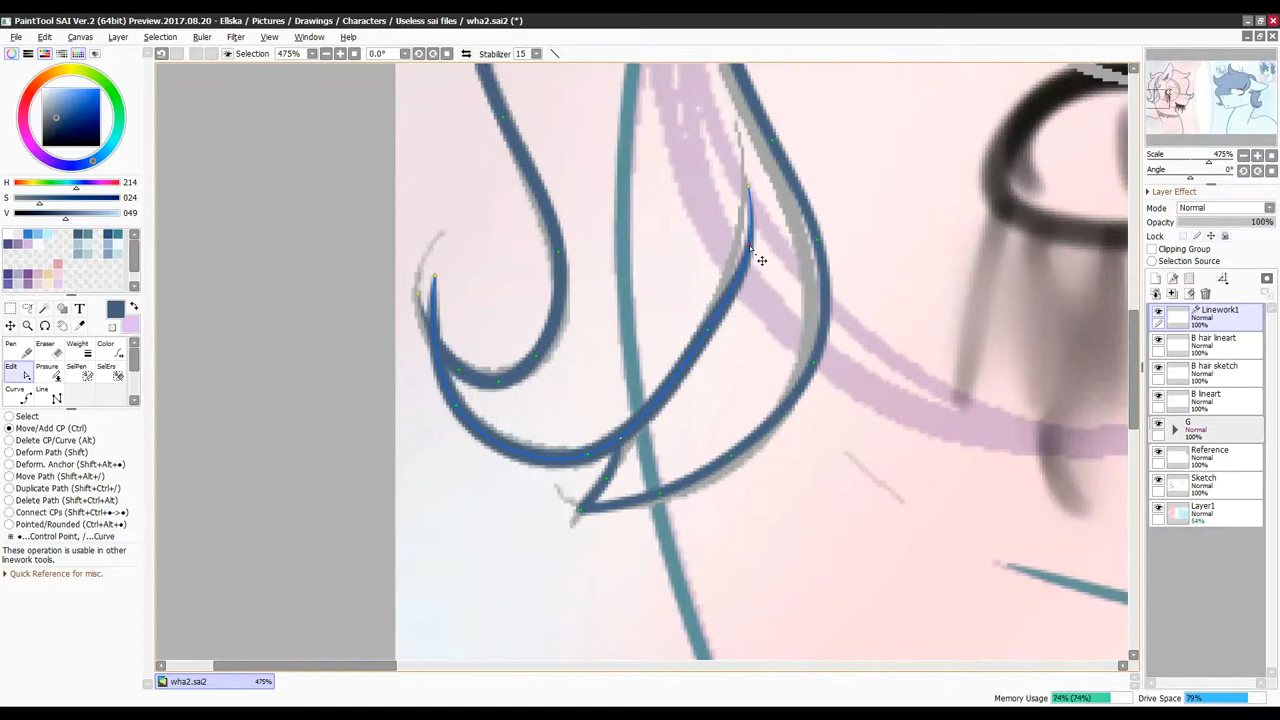 PaintTool SAI Ver.2 (64bit) Preview.2017.08.20 - Eliska / Pictures / Drawings / Characters / Useless sai files / wha2.sai2 (*)
File Edit Canvas Layer Selection Ruler Filter View Window Help
Selection 475% 0.0° Stabilizer 15
Scale 475%
Angle 0°
H 214
S 024
V 049
Layer Effect
Mode Normal
Opacity 100%
Lock
Clipping Group
Selection Source
T
Pen Eraser Weight Color
Edit Prssure SelPen SelErs
Curve Line
Select
Move/Add CP (Ctrl)
Delete CP/Curve (Alt)
Deform Path (Shift)
Deform. Anchor (Shift+Alt+●)
Move Path (Shift+Alt+/)
Duplicate Path (Shift+Ctrl+/)
Delete Path (Shift+Ctrl+Alt)
Connect CPs (Shift+Ctrl+●->●)
Pointed/Rounded (Ctrl+Alt+●)
※ ●...Control Point, /...Curve
These operation is usable in other
linework tools.
Quick Reference for misc.
Linework1
Normal
100%
B hair lineart
Normal
100%
B hair sketch
Normal
100%
B lineart
Normal
100%
G
Normal
100%
Reference
Normal
100%
Sketch
Normal
100%
Layer1
Normal
54%
wha2.sai2 475%
Memory Usage 74% (74%) Drive Space 79%